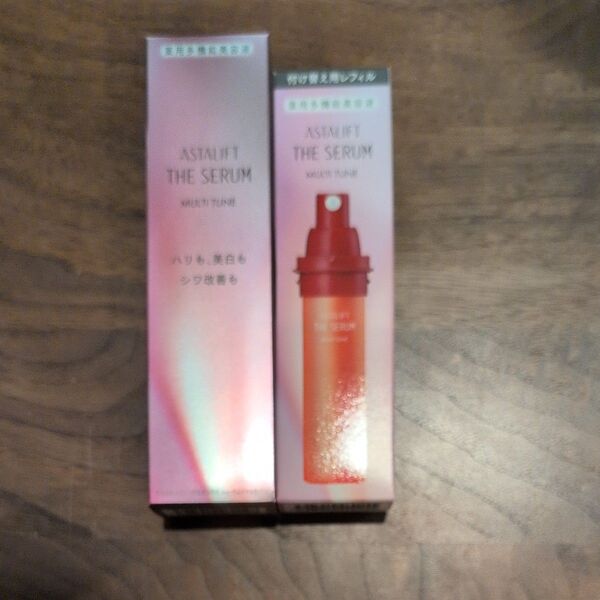 薬用多機能美容液
ASTALIFT
THE SERUM
MULTI TUNE
ハリも、美白も
シワ改善も
付け替え用レフィル
薬用多機能美容液
ASTALIFT
THE SERUM
MULTI TUNE
ASTALIFT
THE SERUM